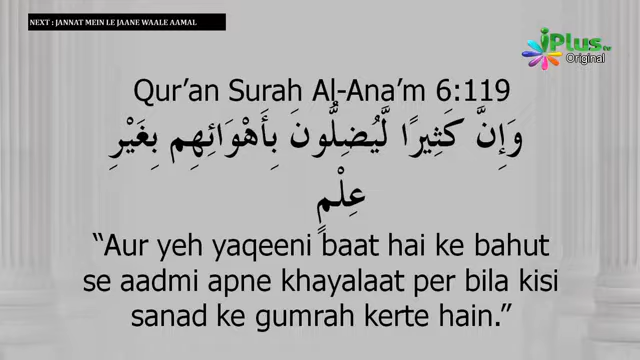 NEXT : JANNAT MEIN LE JAANE WAALE AAMAL
iPlus tv
Original
Qur’an Surah Al-Ana’m 6:119
وَإِنَّ كَثِيرًا لَّيُضِلُّونَ بِأَهْوَائِهِم بِغَيْرِ
عِلْمٍ
“Aur yeh yaqeeni baat hai ke bahut
se aadmi apne khayalaat per bila kisi
sanad ke gumrah kerte hain.”